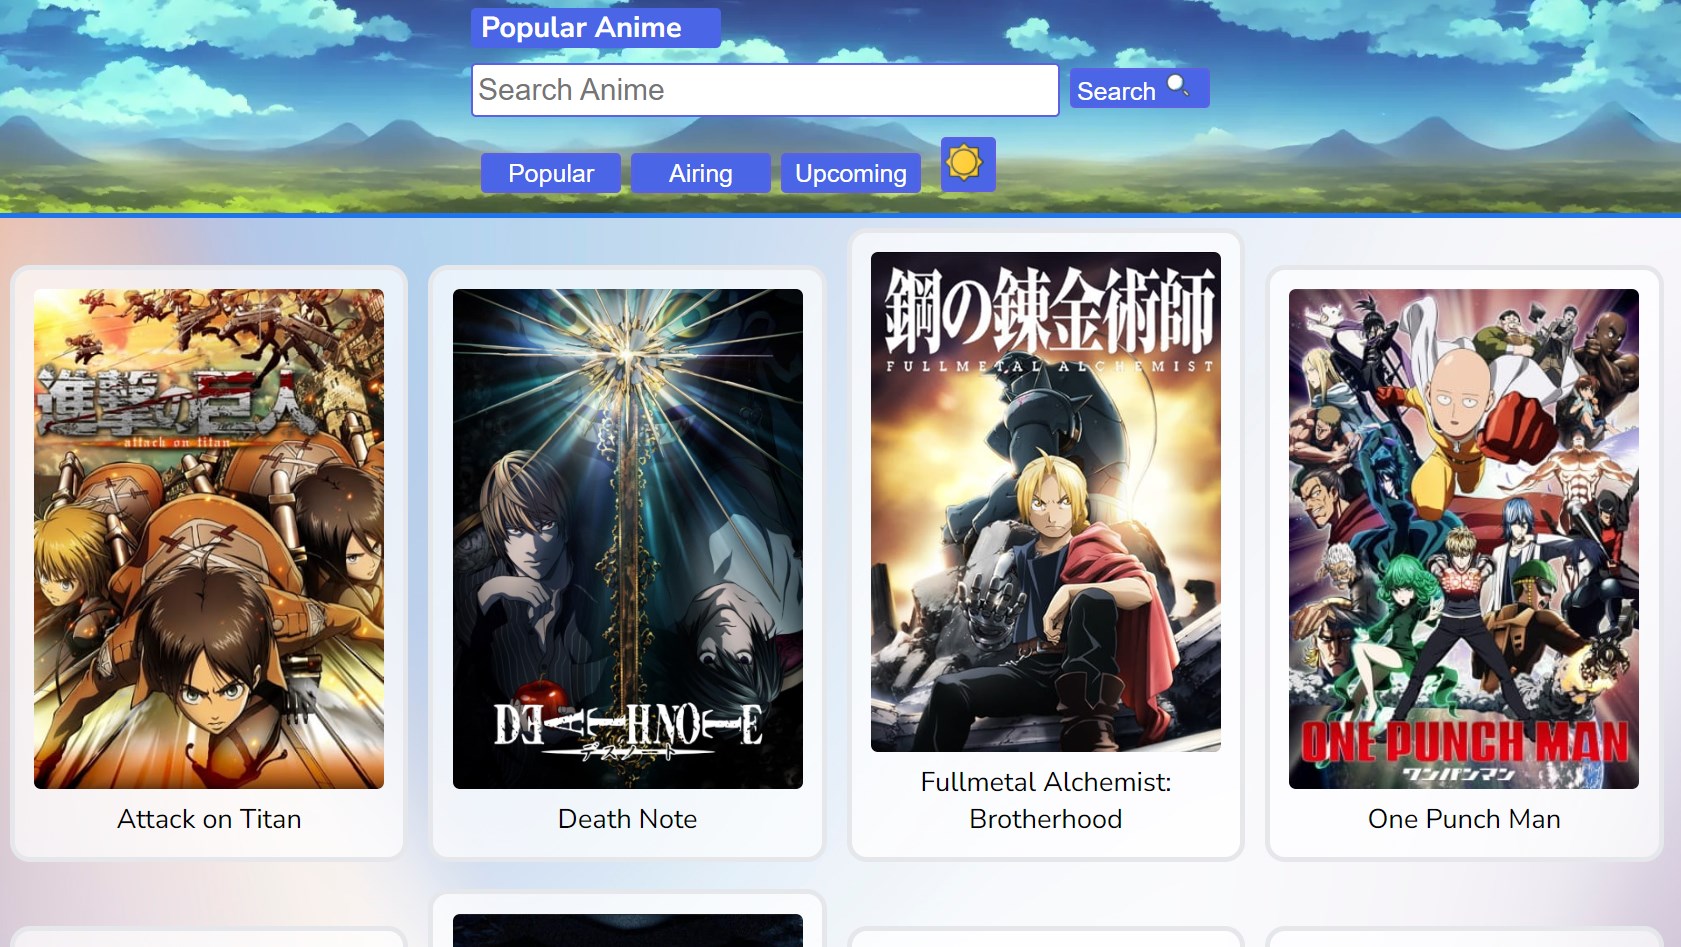 Popular Anime
Search Anime
Search
Popular
Airing
Upcoming
進撃の巨人
attack on titan
Attack on Titan
DEATH NOTE
デスノート
Death Note
鋼の錬金術師
FULLMETAL ALCHEMIST
Fullmetal Alchemist:
Brotherhood
ONE PUNCH MAN
ワンパンマン
One Punch Man